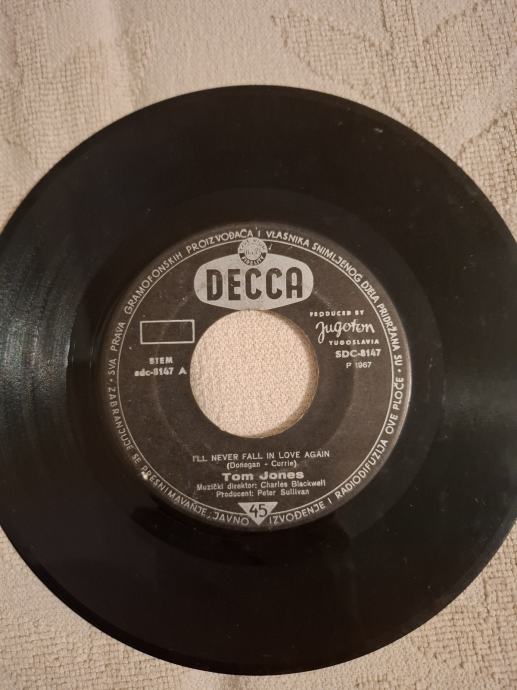 SVA PRAVA GRAMOFONSKIH PROIZVOĐAČA I VLASNIKA SNIMLJENOG DJELA PRIDRŽANA SU · ZABRANJUJE SE PRESNIMAVANJE, JAVNO IZVOĐENJE I RADIODIFUZIJA OVE PLOČE ·
DECCA
PRODUCED BY
Jugoton
YUGOSLAVIA
SDC-8147
P 1967
BIEM
sdc-8147 A
I'LL NEVER FALL IN LOVE AGAIN
(Donegan - Currie)
Tom Jones
Muzički direktor: Charles Blackwell
Producent: Peter Sullivan
45